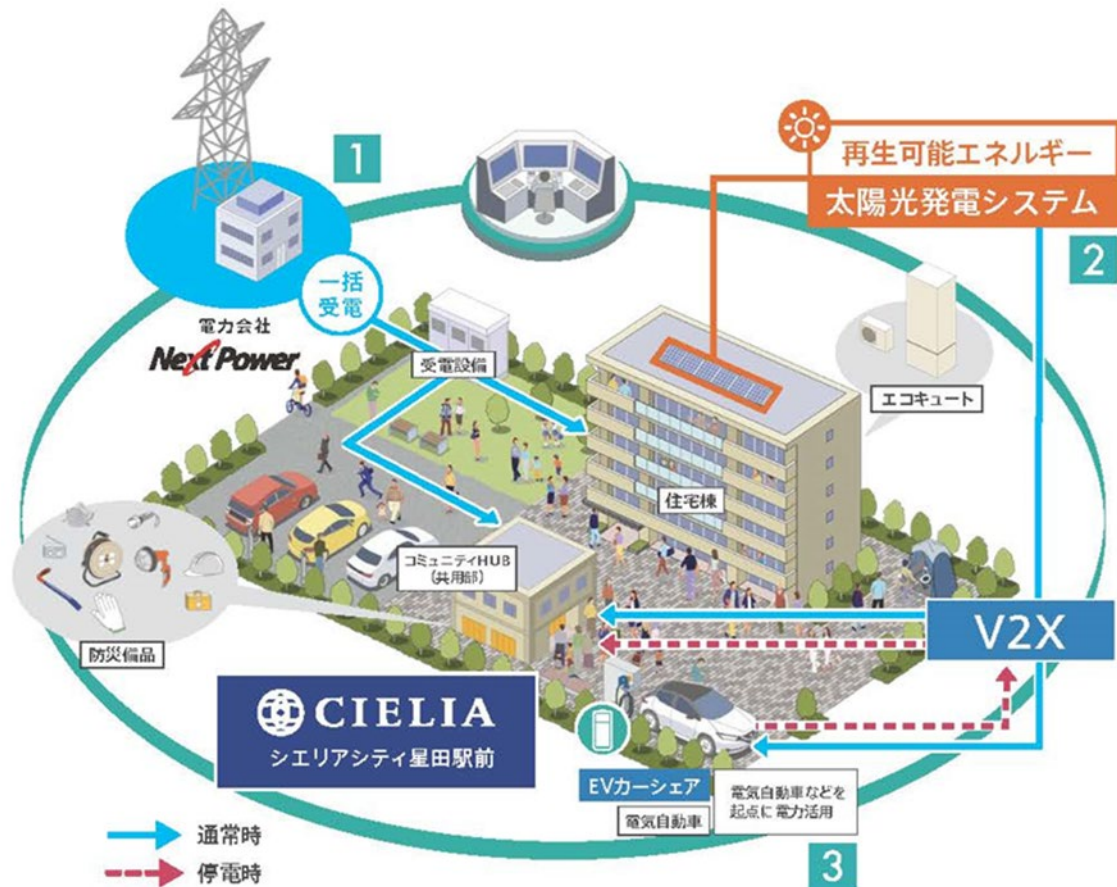 1
再生可能エネルギー
太陽光発電システム
2
一括
受電
電力会社
Next Power
受電設備
エコキュート
住宅棟
コミュニティHUB
(共用部)
防災備品
V2X
CIELIA
シエリアシティ星田駅前
EVカーシェア
電気自動車
電気自動車などを
起点に電力活用
3
通常時
停電時